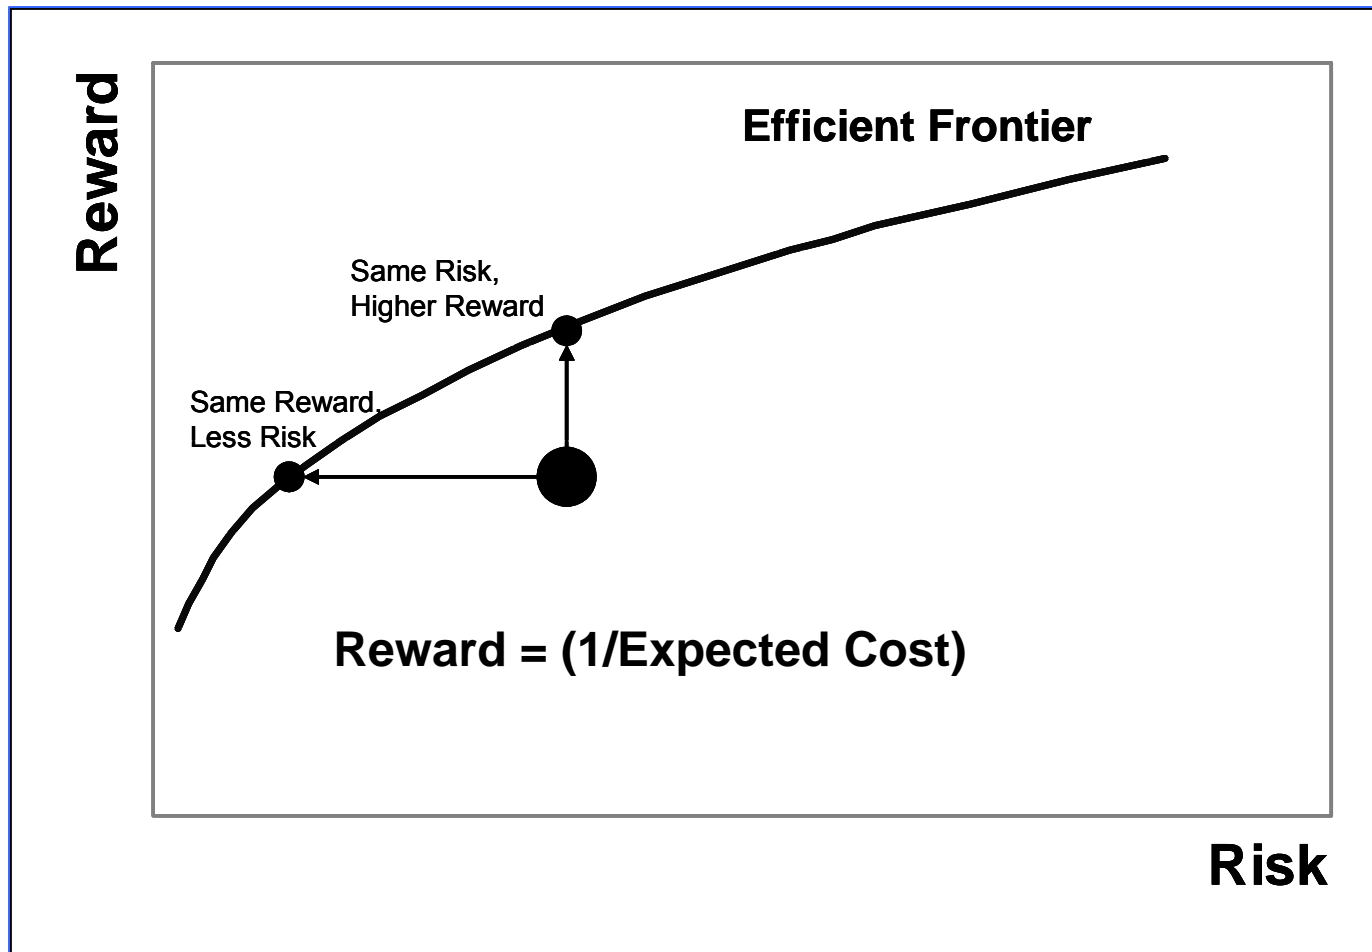 Reward
Efficient Frontier
Same Risk,
Higher Reward
Same Reward,
Less Risk
Reward = (1/Expected Cost)
Risk